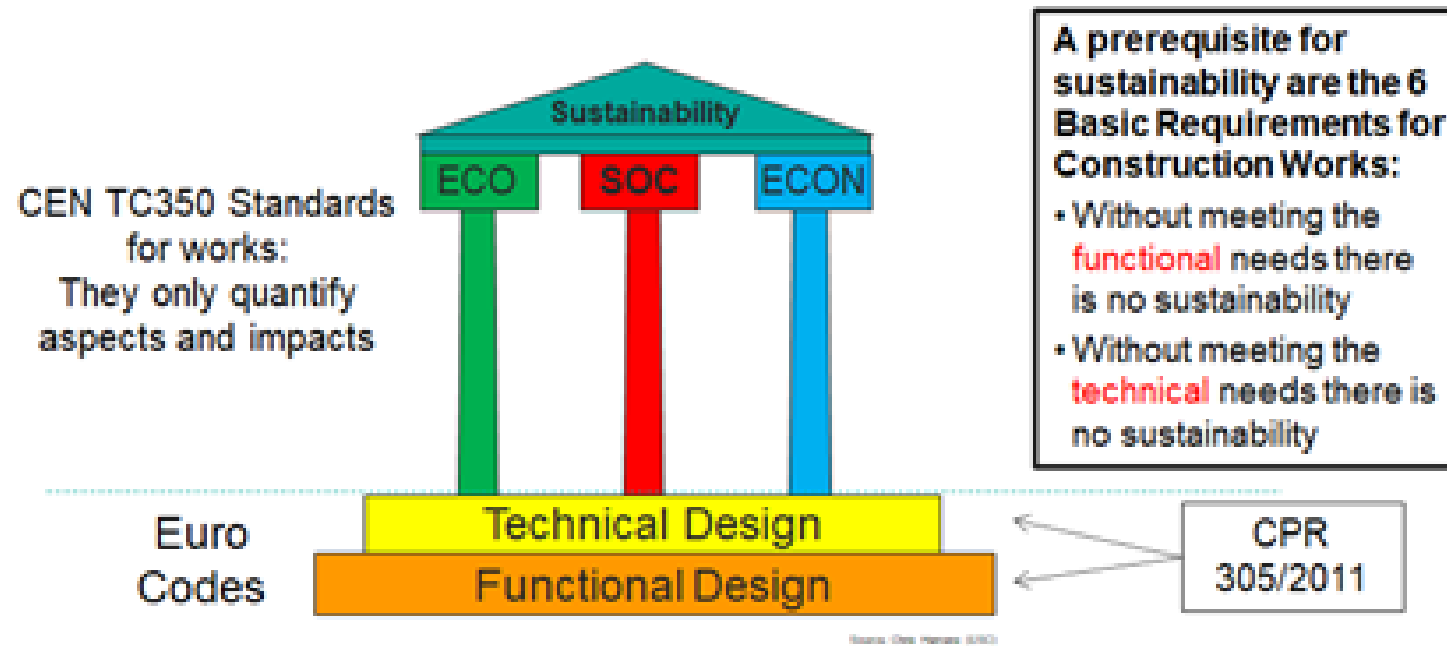 Sustainability
ECO
SOC
ECON
CEN TC350 Standards
for works:
They only quantify
aspects and impacts
A prerequisite for
sustainability are the 6
Basic Requirements for
Construction Works:
• Without meeting the
functional needs there
is no sustainability
• Without meeting the
technical needs there is
no sustainability
Euro
Codes
Technical Design
Functional Design
CPR
305/2011
Source: